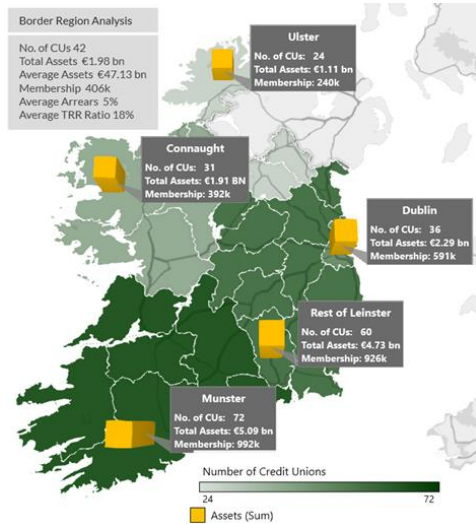 Border Region Analysis
No. of CUs 42
Total Assets €1.98 bn
Average Assets €47.13 bn
Membership 406k
Average Arrears 5%
Average TRR Ratio 18%
Ulster
No. of CUs: 24
Total Assets: €1.11 bn
Membership: 240k
Connaught
No. of CUs: 31
Total Assets: €1.91 BN
Membership: 392k
Dublin
No. of CUs: 36
Total Assets: €2.29 bn
Membership: 591k
Rest of Leinster
No. of CUs: 60
Total Assets: €4.73 bn
Membership: 926k
Munster
No. of CUs: 72
Total Assets: €5.09 bn
Membership: 992k
Number of Credit Unions
24 72
Assets (Sum)